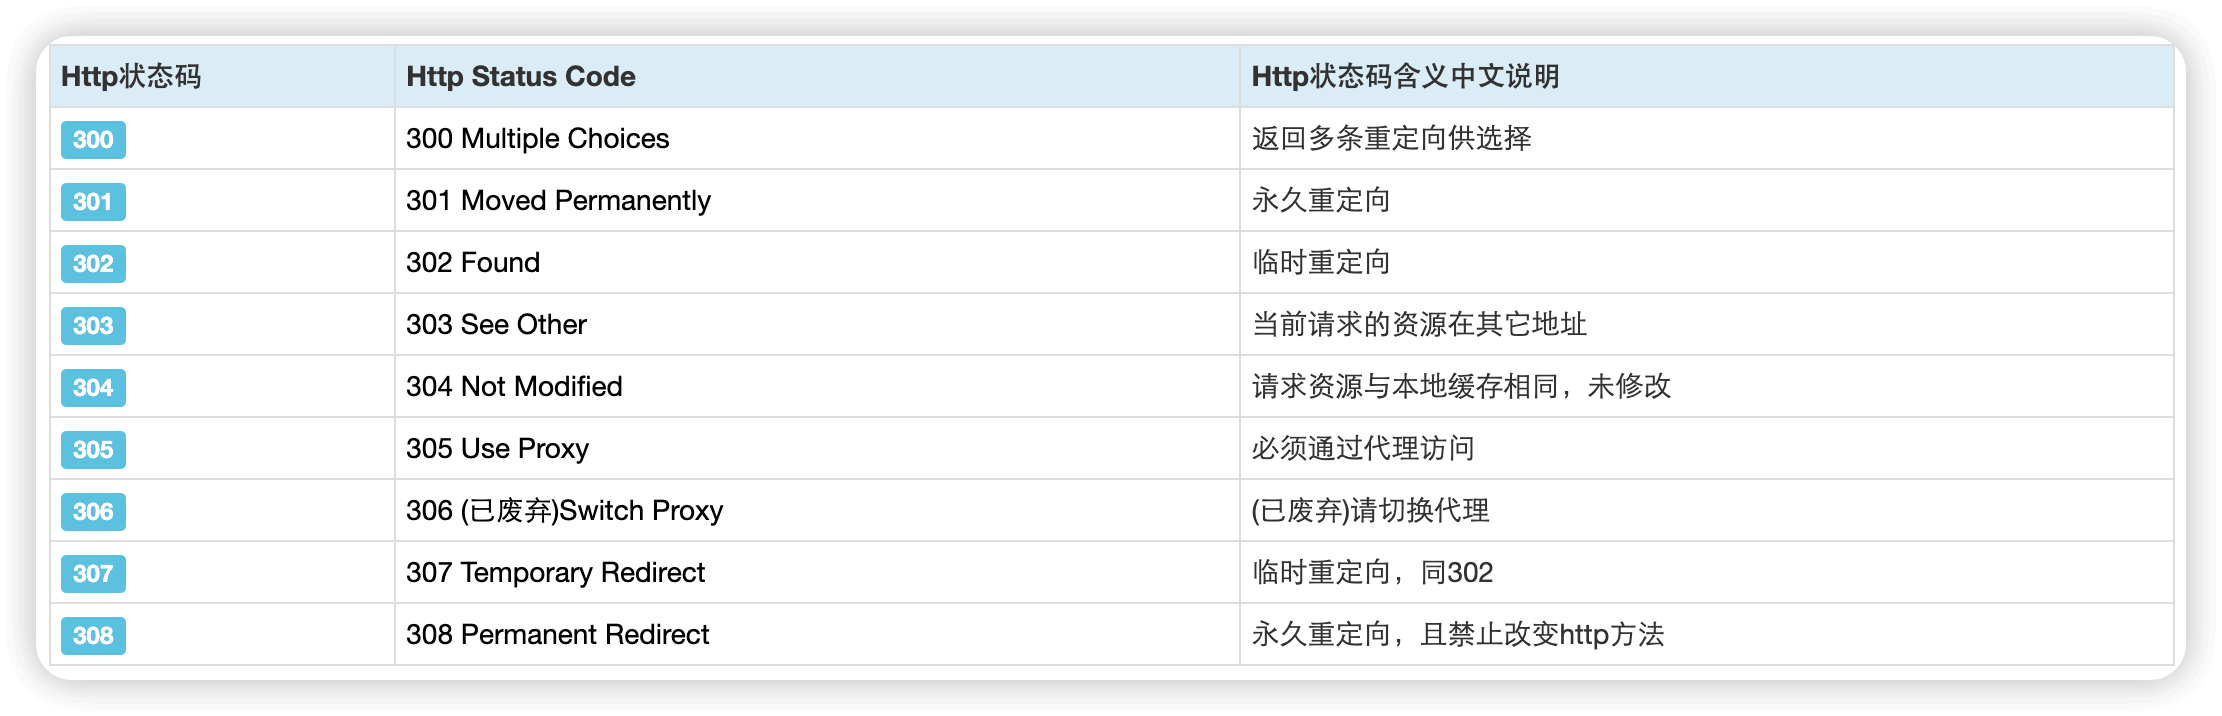 Http状态码 Http Status Code Http状态码含义中文说明
300 300 Multiple Choices 返回多条重定向供选择
301 301 Moved Permanently 永久重定向
302 302 Found 临时重定向
303 303 See Other 当前请求的资源在其它地址
304 304 Not Modified 请求资源与本地缓存相同，未修改
305 305 Use Proxy 必须通过代理访问
306 306 (已废弃)Switch Proxy (已废弃)请切换代理
307 307 Temporary Redirect 临时重定向，同302
308 308 Permanent Redirect 永久重定向，且禁止改变http方法